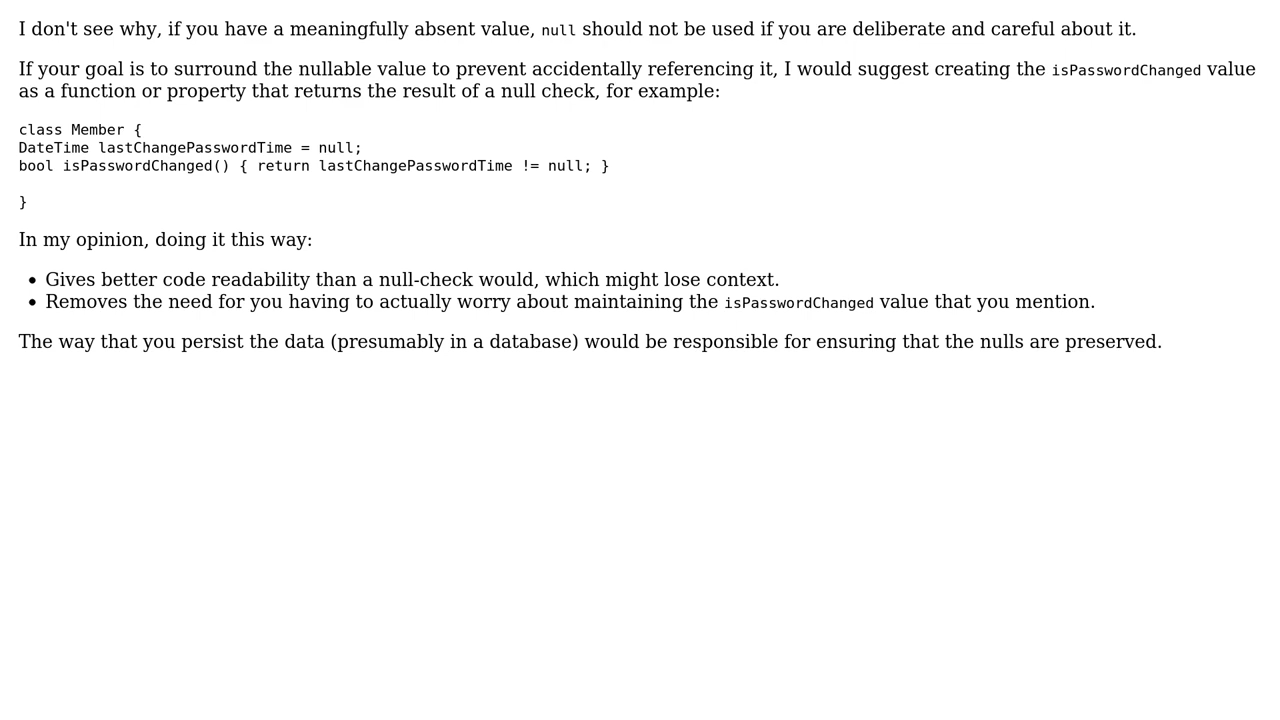 I don't see why, if you have a meaningfully absent value, null should not be used if you are deliberate and careful about it.
If your goal is to surround the nullable value to prevent accidentally referencing it, I would suggest creating the isPasswordChanged value
as a function or property that returns the result of a null check, for example:
class Member {
DateTime lastChangePasswordTime = null;
bool isPasswordChanged() { return lastChangePasswordTime != null; }
}
In my opinion, doing it this way:
• Gives better code readability than a null-check would, which might lose context.
• Removes the need for you having to actually worry about maintaining the isPasswordChanged value that you mention.
The way that you persist the data (presumably in a database) would be responsible for ensuring that the nulls are preserved.